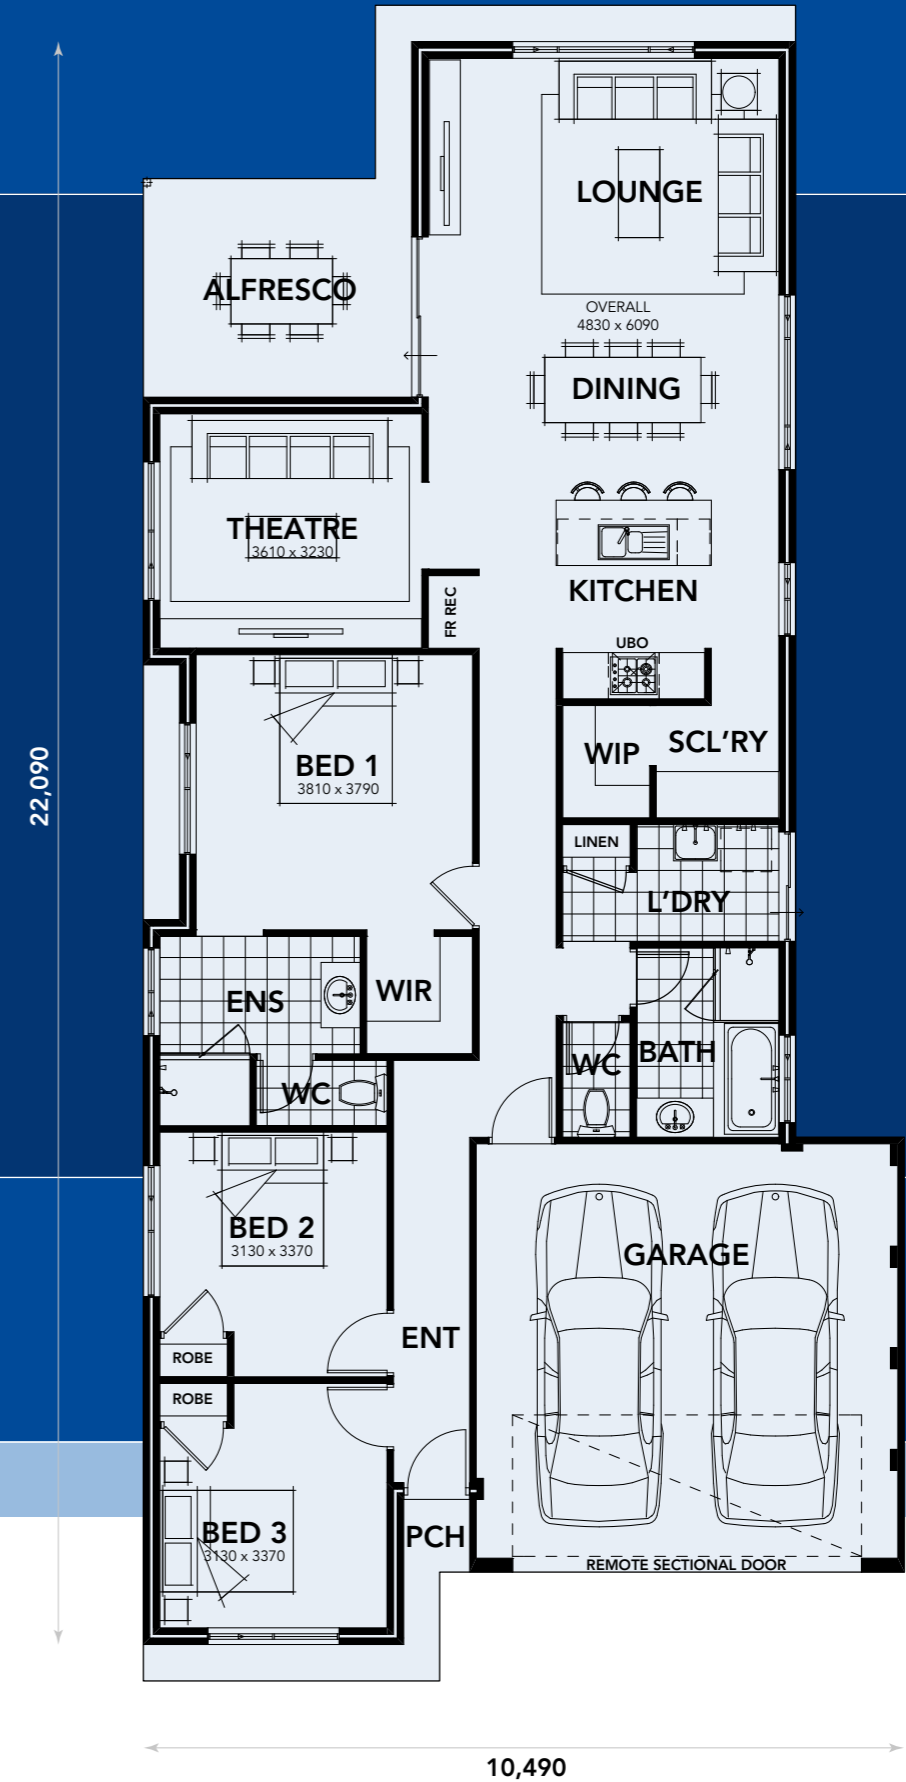 LOUNGE
ALFRESCO
OVERALL
4830 x 6090
DINING
THEATRE
3610 x 3230
KITCHEN
FR REC
UBO
BED 1
3810 x 3790
WIP
SCL'RY
22,090
LINEN
L'DRY
ENS
WIR
WC
BATH
WC
BED 2
3130 x 3370
GARAGE
ENT
ROBE
ROBE
BED 3
3130 x 3370
PCH
REMOTE SECTIONAL DOOR
10,490